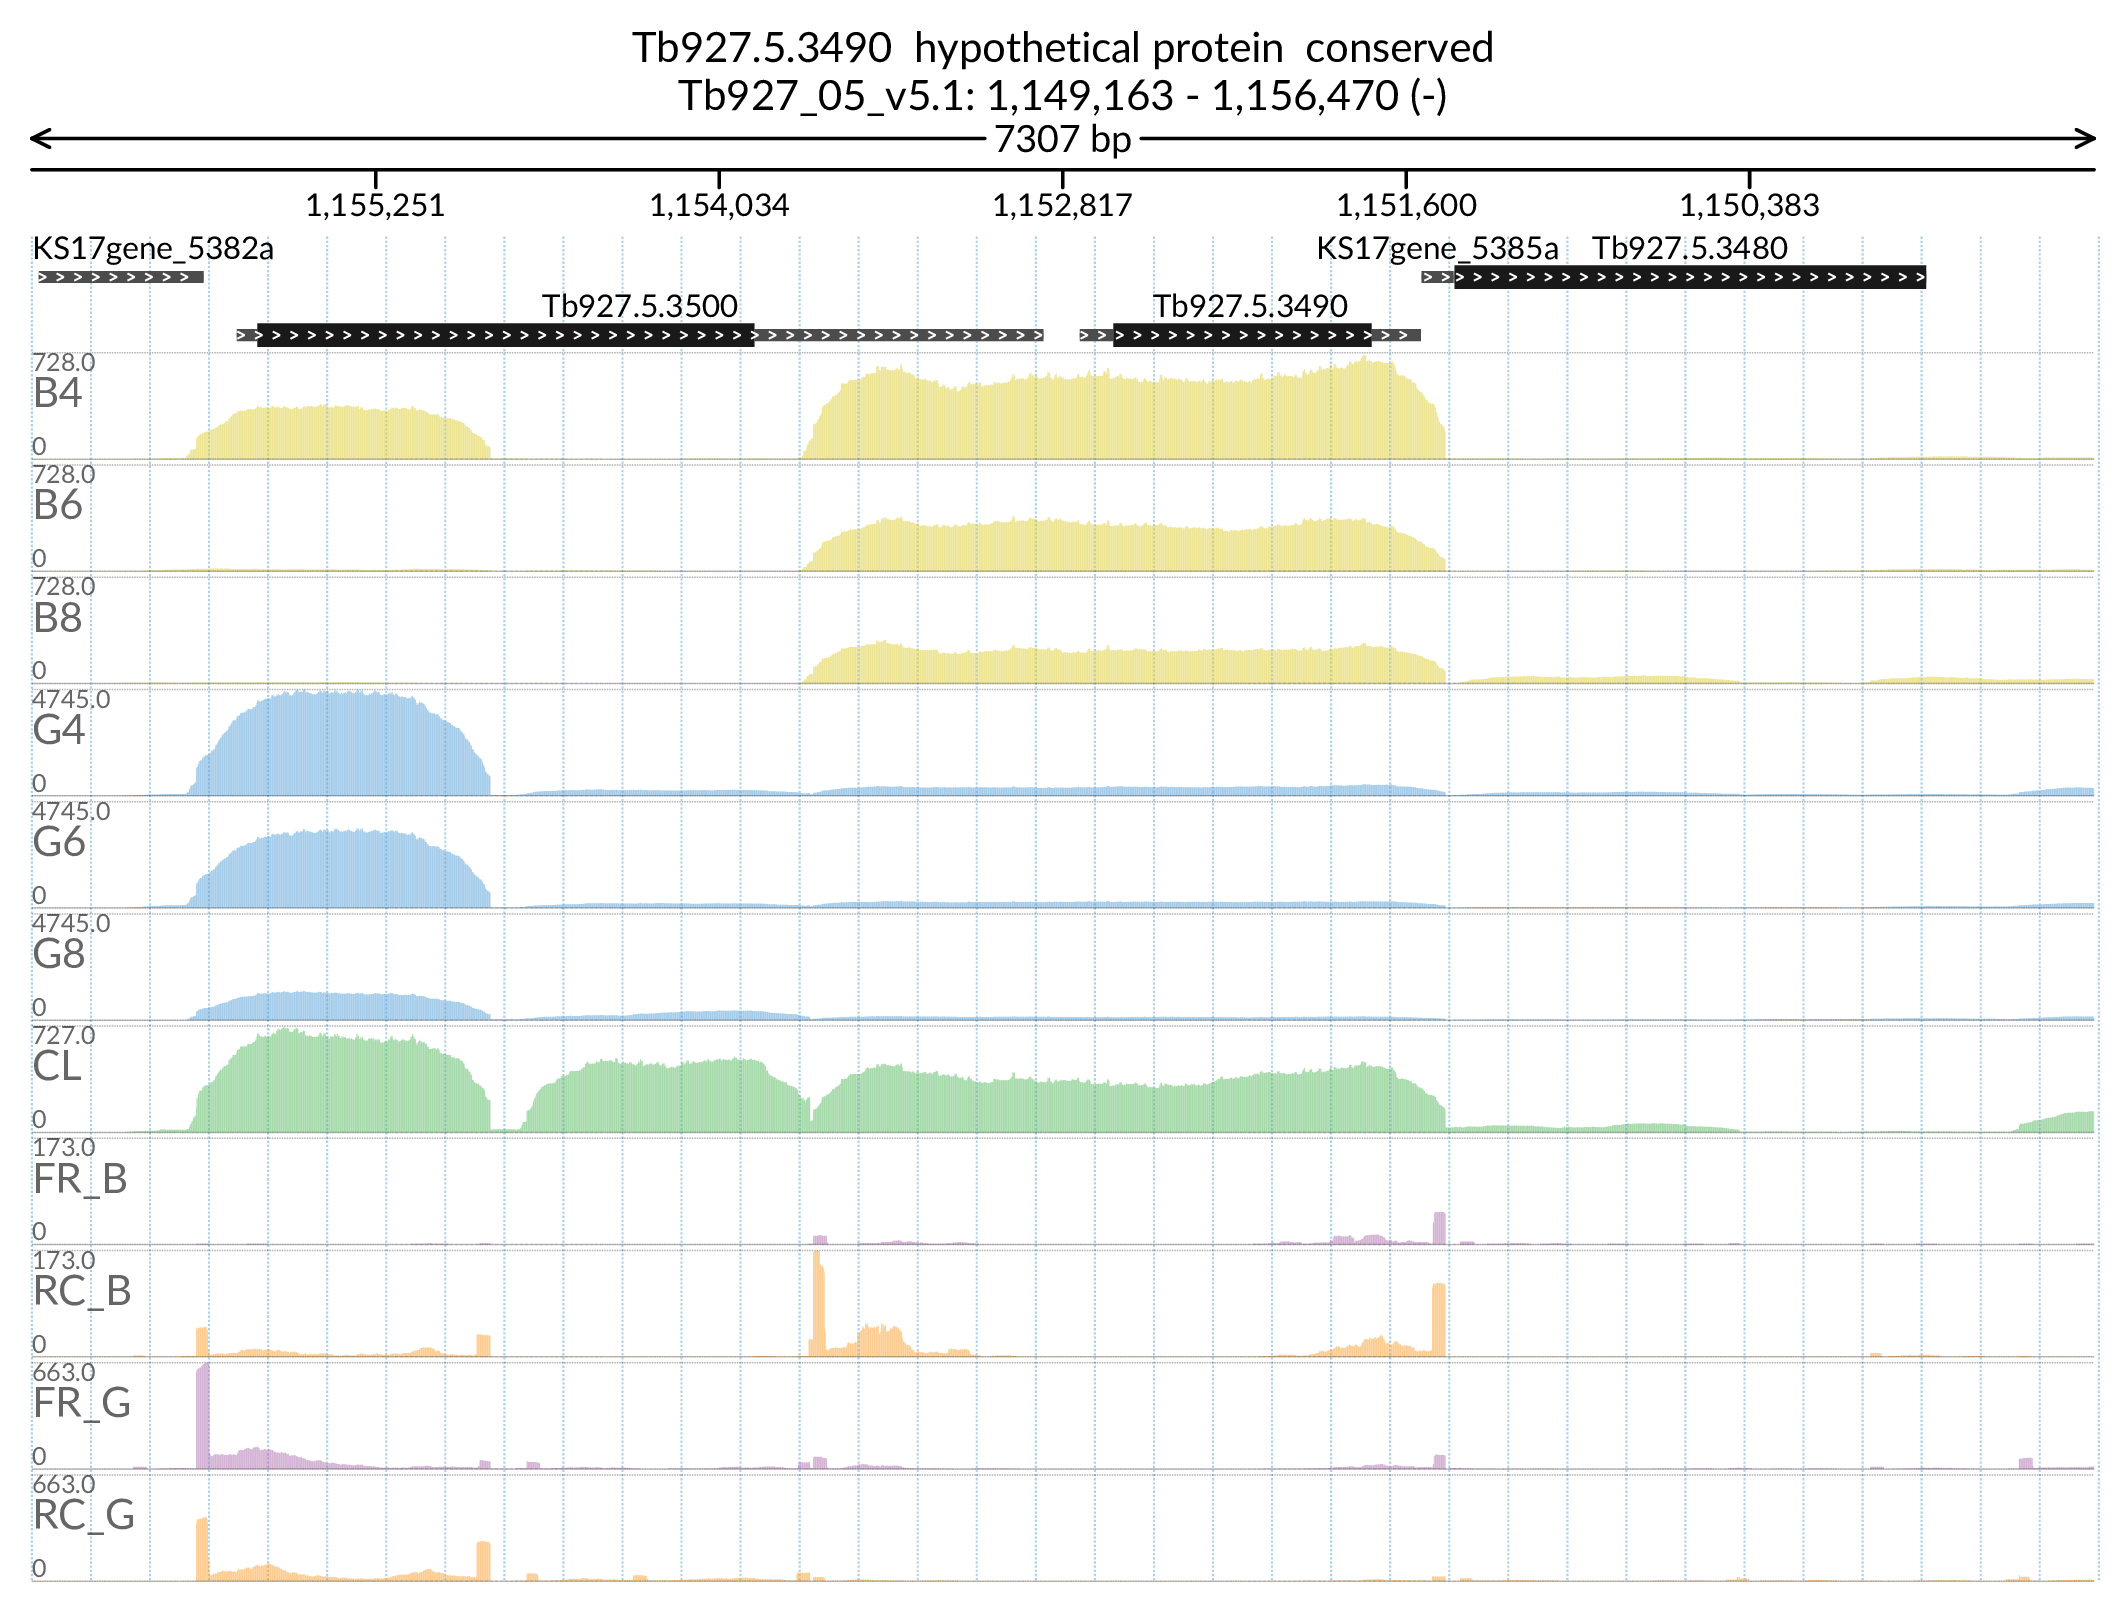 Tb927.5.3490  hypothetical protein  conserved
Tb927_05_v5.1: 1,149,163 - 1,156,470 (-)
7307 bp
1,155,251 1,154,034 1,152,817 1,151,600 1,150,383
KS17gene_5382a KS17gene_5385a Tb927.5.3480
Tb927.5.3500 Tb927.5.3490
728.0
B4
0
728.0
B6
0
728.0
B8
0
4745.0
G4
0
4745.0
G6
0
4745.0
G8
0
727.0
CL
0
173.0
FR_B
0
173.0
RC_B
0
663.0
FR_G
0
663.0
RC_G
0